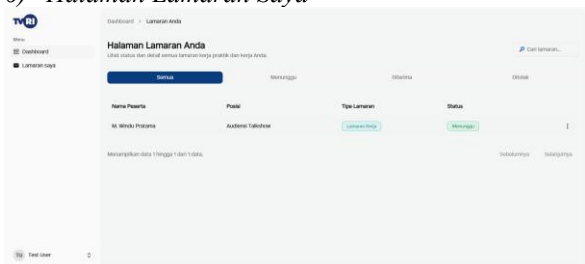 Halaman Lamaran Saya
TVRI
Dashboard > Lamaran Anda
Menu
Dashboard
Lamaran saya
Halaman Lamaran Anda
Lihat status dan detail semua lamaran kerja praktik dan kerja Anda.
Cari lamaran...
Semua Menunggu Diterima Ditolak
Nama Peserta Posisi Tipe Lamaran Status
M. Windu Pratama Audiensi Talkshow Lamaran Kerja Menunggu
Menampilkan data 1 hingga 1 dari 1 data.
Sebelumnya Selanjutnya
TU Test User